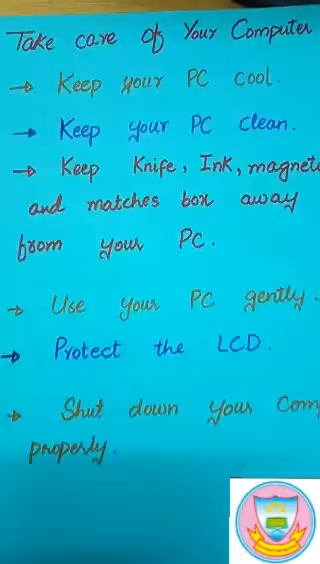 Take care of Your Computer
→ Keep your PC cool.
→ Keep your PC clean.
→ Keep Knife, Ink, magnets
and matches box away
from your PC.
→ Use your PC gently.
→ Protect the LCD.
→ Shut down your Com
properly.